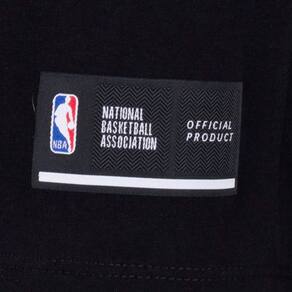 NBA
NATIONAL
BASKETBALL
ASSOCIATION
OFFICIAL
PRODUCT